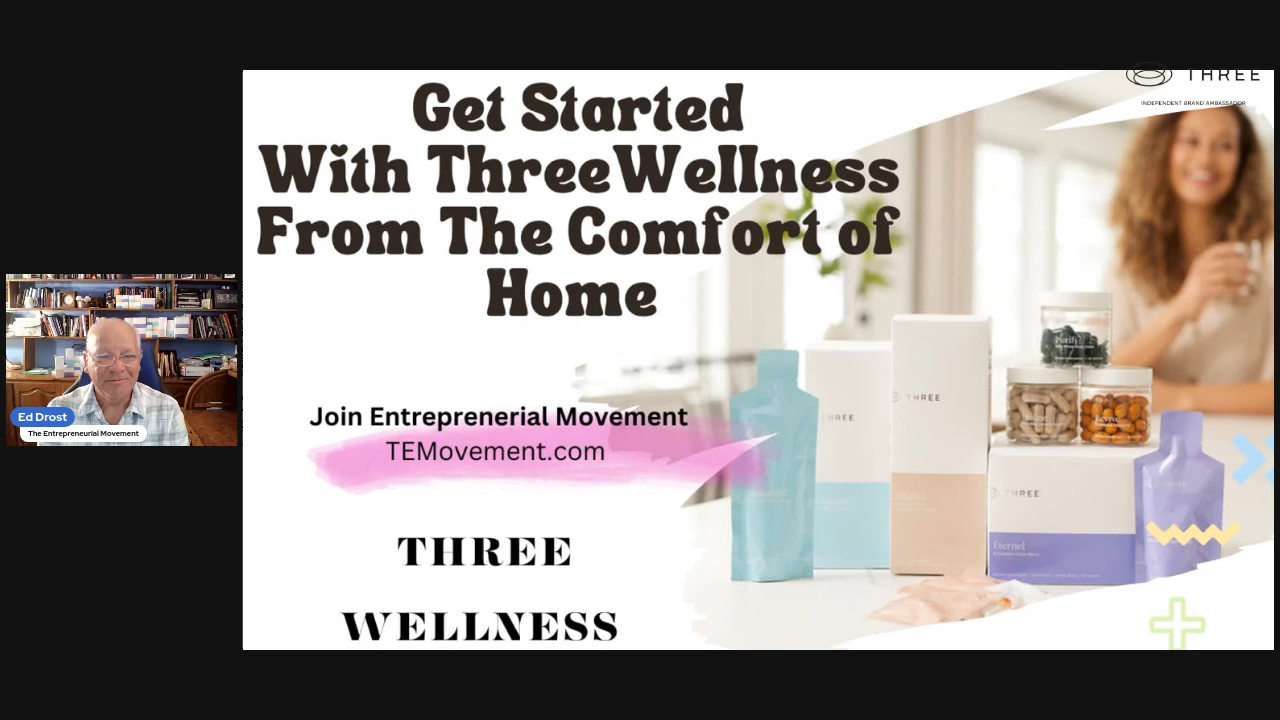 THREE
INDEPENDENT BRAND AMBASSADOR
Get Started
With ThreeWellness
From The Comfort of
Home
Join Entreprenerial Movement
TEMovement.com
THREE
WELLNESS
Ed Drost
The Entrepreneurial Movement
THREE
THREE
Purify
Revive
THREE
Eternel